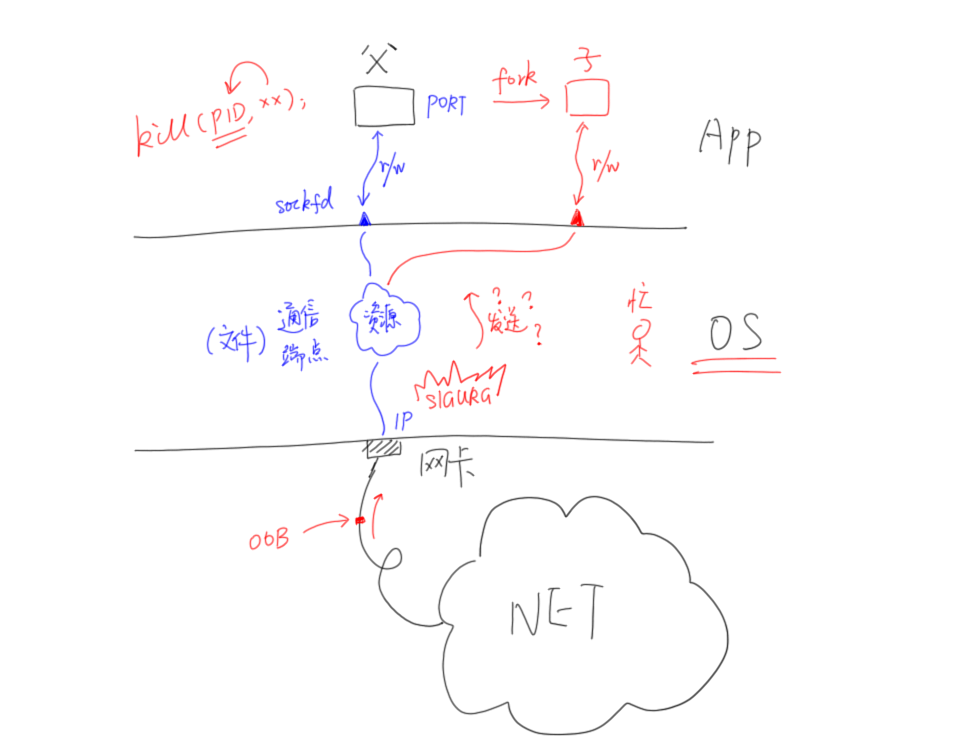 父
子
fork
kill(PID, xx);
PORT
App
r/w
r/w
sockfd
忙
? ?
发送?
(文件)
通信
端点
资源
OS
SIGURG
IP
网卡
OOB
NET